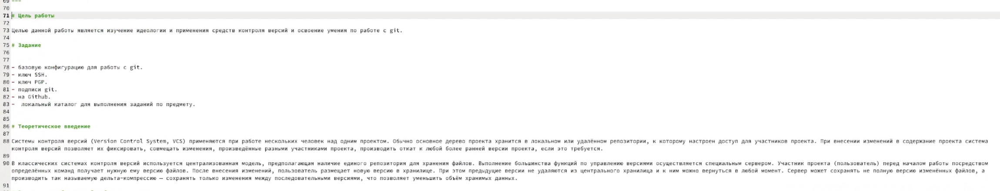 69 ---
70
71 # Цель работы
72
73 Целью данной работы является изучение идеологии и применения средств контроля версий и освоение умения по работе с git.
74
75 # Задание
76
77
78 - базовую конфигурацию для работы с git.
79 - ключ SSH.
80 - ключ PGP.
81 - подписи git.
82 - на Github.
83 -  локальный каталог для выполнения заданий по предмету.
84
85
86 # Теоретическое введение
87
88 Системы контроля версий (Version Control System, VCS) применяются при работе нескольких человек над одним проектом. Обычно основное дерево проекта хранится в локальном или удалённом репозитории, к которому настроен доступ для участников проекта. При внесении изменений в содержание проекта система
контроля версий позволяет их фиксировать, совмещать изменения, произведённые разными участниками проекта, производить откат к любой более ранней версии проекта, если это требуется.
89
90 В классических системах контроля версий используется централизованная модель, предполагающая наличие единого репозитория для хранения файлов. Выполнение большинства функций по управлению версиями осуществляется специальным сервером. Участник проекта (пользователь) перед началом работы посредством
определённых команд получает нужную ему версию файлов. После внесения изменений, пользователь размещает новую версию в хранилище. При этом предыдущие версии не удаляются из центрального хранилища и к ним можно вернуться в любой момент. Сервер может сохранять не полную версию изменённых файлов, а
производить так называемую дельта-компрессию — сохранять только изменения между последовательными версиями, что позволяет уменьшить объём хранимых данных.
91